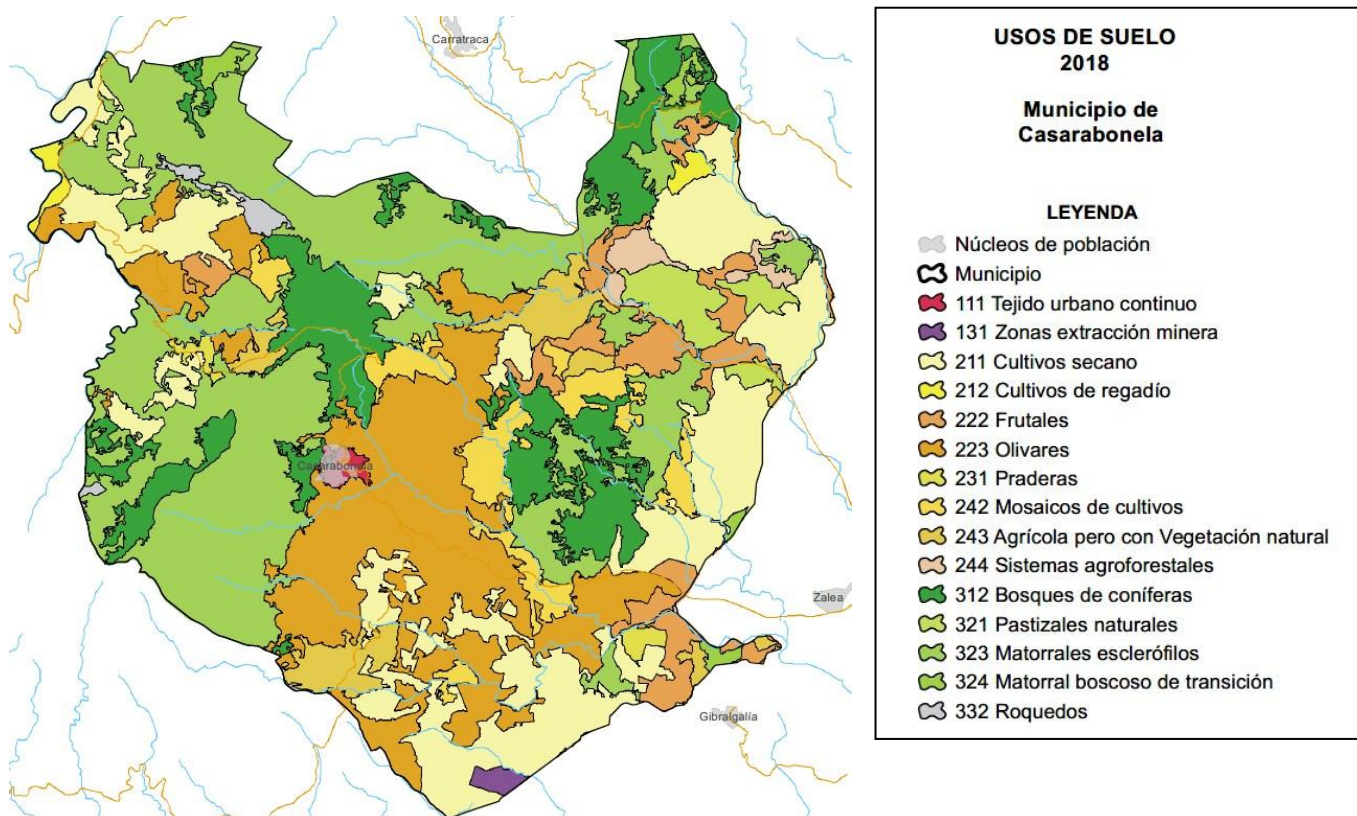 Carratraca
Casarabonela
Zalea
Gibralgalía
USOS DE SUELO
2018
Municipio de
Casarabonela
LEYENDA
Núcleos de población
Municipio
111 Tejido urbano continuo
131 Zonas extracción minera
211 Cultivos secano
212 Cultivos de regadío
222 Frutales
223 Olivares
231 Praderas
242 Mosaicos de cultivos
243 Agrícola pero con Vegetación natural
244 Sistemas agroforestales
312 Bosques de coníferas
321 Pastizales naturales
323 Matorrales esclerófilos
324 Matorral boscoso de transición
332 Roquedos